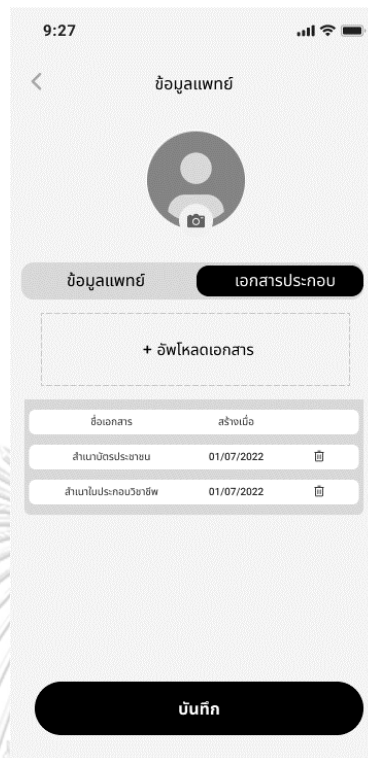 9:27
ข้อมูลแพทย์
ข้อมูลแพทย์ เอกสารประกอบ
+ อัพโหลดเอกสาร
ชื่อเอกสาร สร้างเมื่อ
สำเนาบัตรประชาชน 01/07/2022
สำเนาใบประกอบวิชาชีพ 01/07/2022
บันทึก